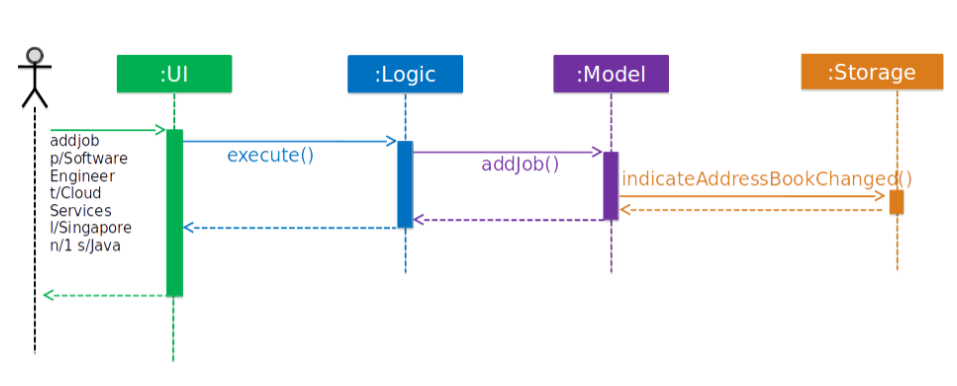 :UI
:Logic
:Model
:Storage
addjob
p/Software
Engineer
t/Cloud
Services
l/Singapore
n/1 s/Java
execute()
addJob()
indicateAddressBookChanged()